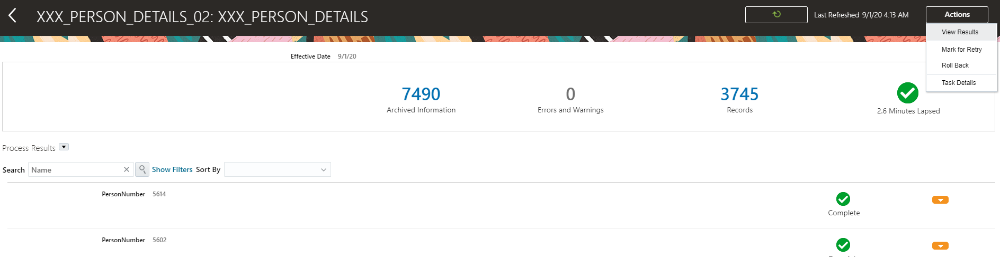 XXX_PERSON_DETAILS_02: XXX_PERSON_DETAILS
Last Refreshed 9/1/20 4:13 AM
Actions
View Results
Mark for Retry
Roll Back
Task Details
Effective Date 9/1/20
7490
Archived Information
0
Errors and Warnings
3745
Records
2.6 Minutes Lapsed
Process Results
Search Name Show Filters Sort By
PersonNumber 5614
Complete
PersonNumber 5602